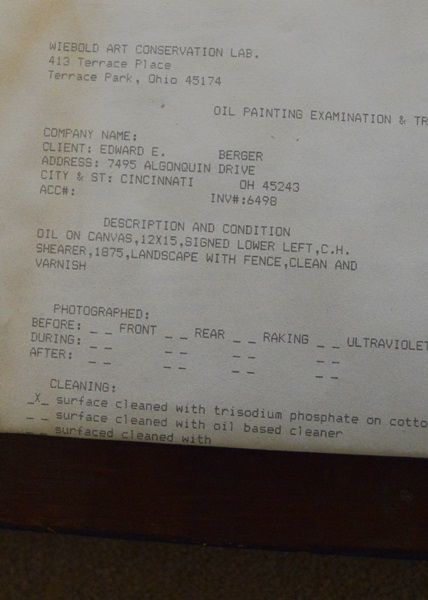 WIEBOLD ART CONSERVATION LAB.
413 Terrace Place
Terrace Park, Ohio 45174
OIL PAINTING EXAMINATION & TR
COMPANY NAME:
CLIENT: EDWARD E. BERGER
ADDRESS: 7495 ALGONQUIN DRIVE
CITY & ST: CINCINNATI OH 45243
ACC#: INV#:6498
DESCRIPTION AND CONDITION
OIL ON CANVAS,12X15,SIGNED LOWER LEFT,C.H.
SHEARER,1875,LANDSCAPE WITH FENCE,CLEAN AND
VARNISH
PHOTOGRAPHED:
BEFORE: _ _ FRONT _ _ REAR _ _ RAKING _ _ ULTRAVIOLET
DURING: _ _ _ _ _ _ _ _
AFTER: _ _ _ _ _ _ _ _
CLEANING:
_X_ surface cleaned with trisodium phosphate on cotto
_ _ surface cleaned with oil based cleaner
_ _ surfaced cleaned with